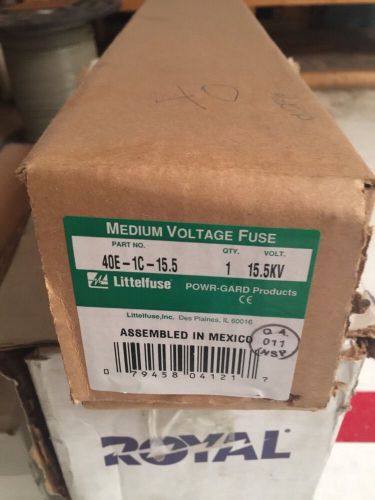 40
MEDIUM VOLTAGE FUSE
PART NO. QTY. VOLT.
40E-1C-15.5 1 15.5KV
Littelfuse POWR-GARD Products
CE
Littelfuse,Inc. Des Plaines, IL 60016
ASSEMBLED IN MEXICO
Q.A.
011
INSP
0 79458 04121 7
ROYAL